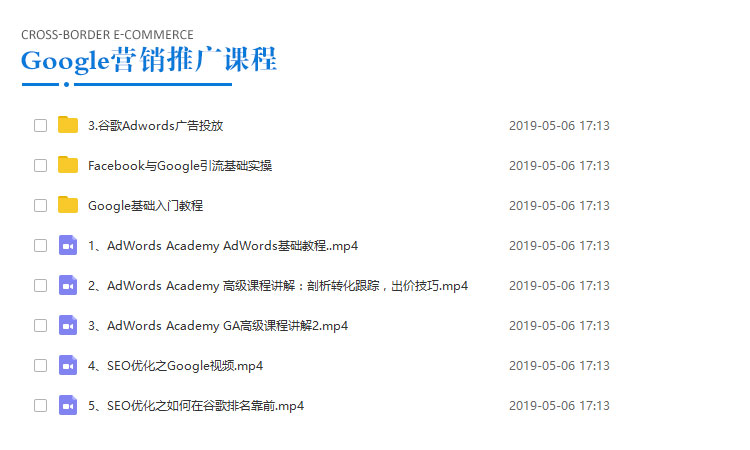 CROSS-BORDER E-COMMERCE
Google营销推广课程
3.谷歌Adwords广告投放 2019-05-06 17:13
Facebook与Google引流基础实操 2019-05-06 17:13
Google基础入门教程 2019-05-06 17:13
1、AdWords Academy AdWords基础教程..mp4 2019-05-06 17:13
2、AdWords Academy 高级课程讲解：剖析转化跟踪，出价技巧.mp4 2019-05-06 17:13
3、AdWords Academy GA高级课程讲解2.mp4 2019-05-06 17:13
4、SEO优化之Google视频.mp4 2019-05-06 17:13
5、SEO优化之如何在谷歌排名靠前.mp4 2019-05-06 17:13